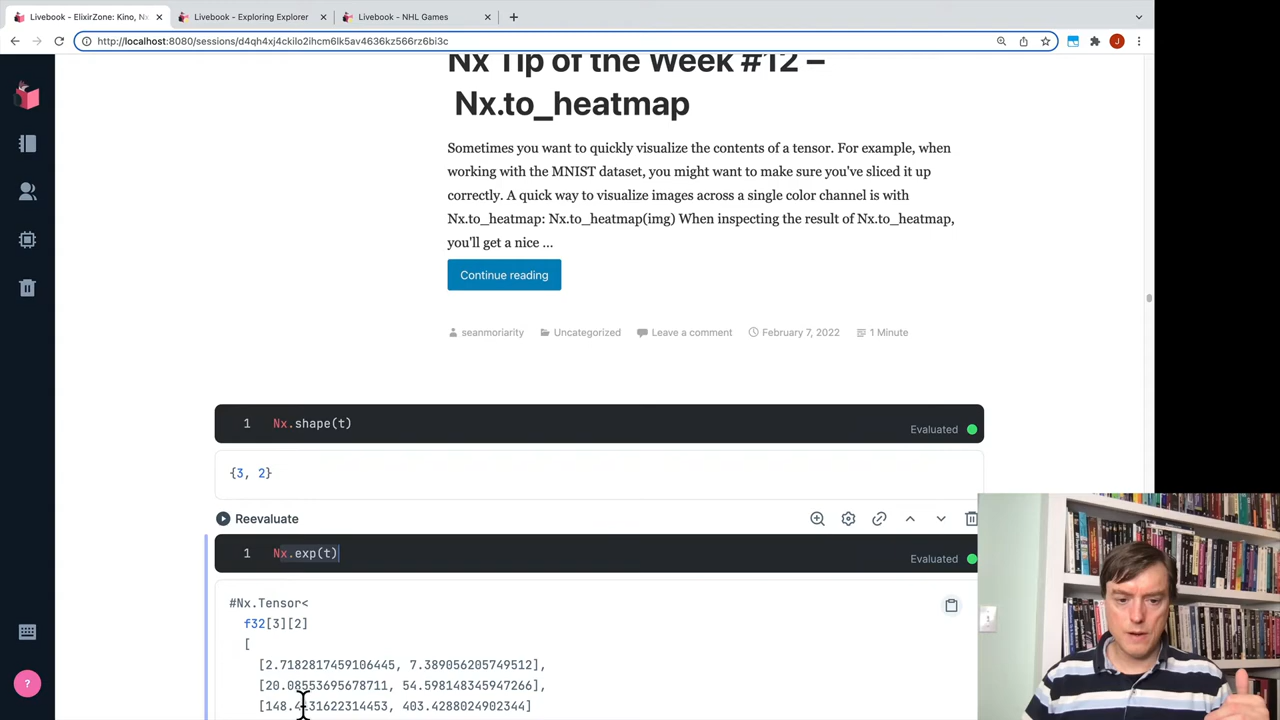 Livebook - ElixirZone: Kino, Nx
Livebook - Exploring Explorer
Livebook - NHL Games
http://localhost:8080/sessions/d4qh4xj4ckilo2ihcm6lk5av4636kz566rz6bi3c
J
Nx Tip of the Week #12 –
Nx.to_heatmap
Sometimes you want to quickly visualize the contents of a tensor. For example, when
working with the MNIST dataset, you might want to make sure you've sliced it up
correctly. A quick way to visualize images across a single color channel is with
Nx.to_heatmap: Nx.to_heatmap(img) When inspecting the result of Nx.to_heatmap,
you'll get a nice ...
Continue reading
seanmoriarity Uncategorized Leave a comment February 7, 2022 1 Minute
1 Nx.shape(t)
Evaluated
{3, 2}
Reevaluate
1 Nx.exp(t)
Evaluated
#Nx.Tensor<
f32[3][2]
[
[2.7182817459106445, 7.389056205749512],
[20.08553695678711, 54.598148345947266],
[148.4131622314453, 403.4288024902344]
?